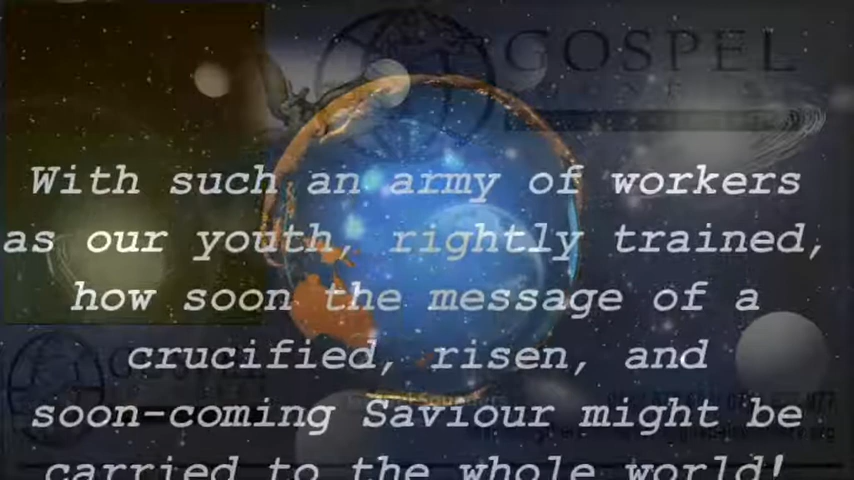 GOSPEL
With such an army of workers
as our youth, rightly trained,
how soon the message of a
crucified, risen, and
soon-coming Saviour might be
carried to the whole world!